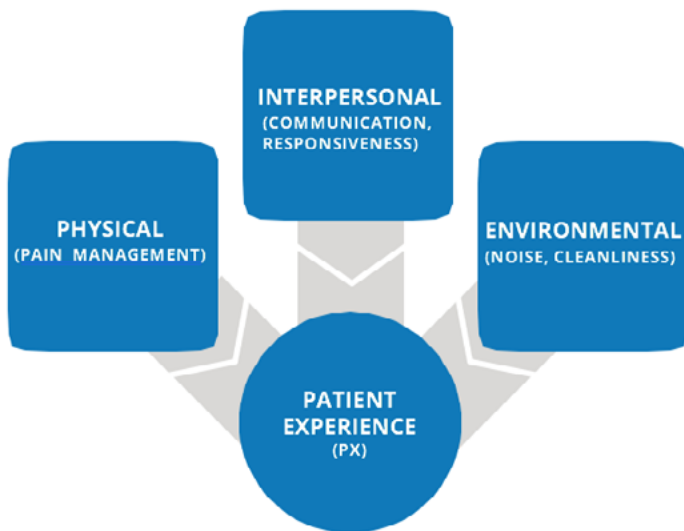 INTERPERSONAL
(COMMUNICATION,
RESPONSIVENESS)
PHYSICAL
(PAIN MANAGEMENT)
ENVIRONMENTAL
(NOISE, CLEANLINESS)
PATIENT
EXPERIENCE
(PX)